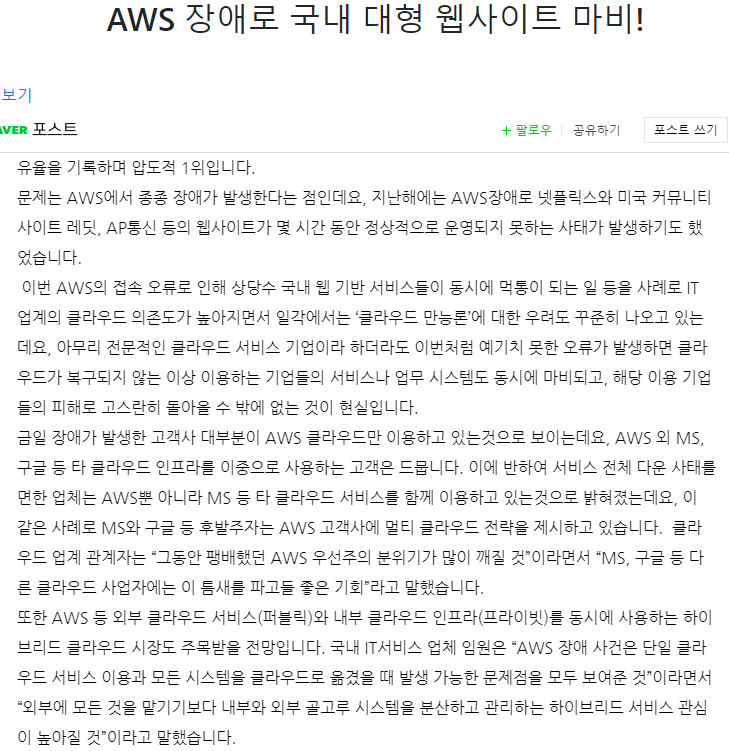 AWS 장애로 국내 대형 웹사이트 마비!
보기
AVER 포스트
+ 팔로우 공유하기 포스트 쓰기
유율을 기록하며 압도적 1위입니다.
문제는 AWS에서 종종 장애가 발생한다는 점인데요, 지난해에는 AWS장애로 넷플릭스와 미국 커뮤니티
사이트 레딧, AP통신 등의 웹사이트가 몇 시간 동안 정상적으로 운영되지 못하는 사태가 발생하기도 했
었습니다.
이번 AWS의 접속 오류로 인해 상당수 국내 웹 기반 서비스들이 동시에 먹통이 되는 일 등을 사례로 IT
업계의 클라우드 의존도가 높아지면서 일각에서는 ‘클라우드 만능론’에 대한 우려도 꾸준히 나오고 있는
데요, 아무리 전문적인 클라우드 서비스 기업이라 하더라도 이번처럼 예기치 못한 오류가 발생하면 클라
우드가 복구되지 않는 이상 이용하는 기업들의 서비스나 업무 시스템도 동시에 마비되고, 해당 이용 기업
들의 피해로 고스란히 돌아올 수 밖에 없는 것이 현실입니다.
금일 장애가 발생한 고객사 대부분이 AWS 클라우드만 이용하고 있는것으로 보이는데요, AWS 외 MS,
구글 등 타 클라우드 인프라를 이중으로 사용하는 고객은 드뭅니다. 이에 반하여 서비스 전체 다운 사태를
면한 업체는 AWS뿐 아니라 MS 등 타 클라우드 서비스를 함께 이용하고 있는것으로 밝혀졌는데요, 이
같은 사례로 MS와 구글 등 후발주자는 AWS 고객사에 멀티 클라우드 전략을 제시하고 있습니다. 클라
우드 업계 관계자는 “그동안 팽배했던 AWS 우선주의 분위기가 많이 깨질 것”이라면서 “MS, 구글 등 다
른 클라우드 사업자에는 이 틈새를 파고들 좋은 기회”라고 말했습니다.
또한 AWS 등 외부 클라우드 서비스(퍼블릭)와 내부 클라우드 인프라(프라이빗)를 동시에 사용하는 하이
브리드 클라우드 시장도 주목받을 전망입니다. 국내 IT서비스 업체 임원은 “AWS 장애 사건은 단일 클라
우드 서비스 이용과 모든 시스템을 클라우드로 옮겼을 때 발생 가능한 문제점을 모두 보여준 것”이라면서
“외부에 모든 것을 맡기기보다 내부와 외부 골고루 시스템을 분산하고 관리하는 하이브리드 서비스 관심
이 높아질 것”이라고 말했습니다.